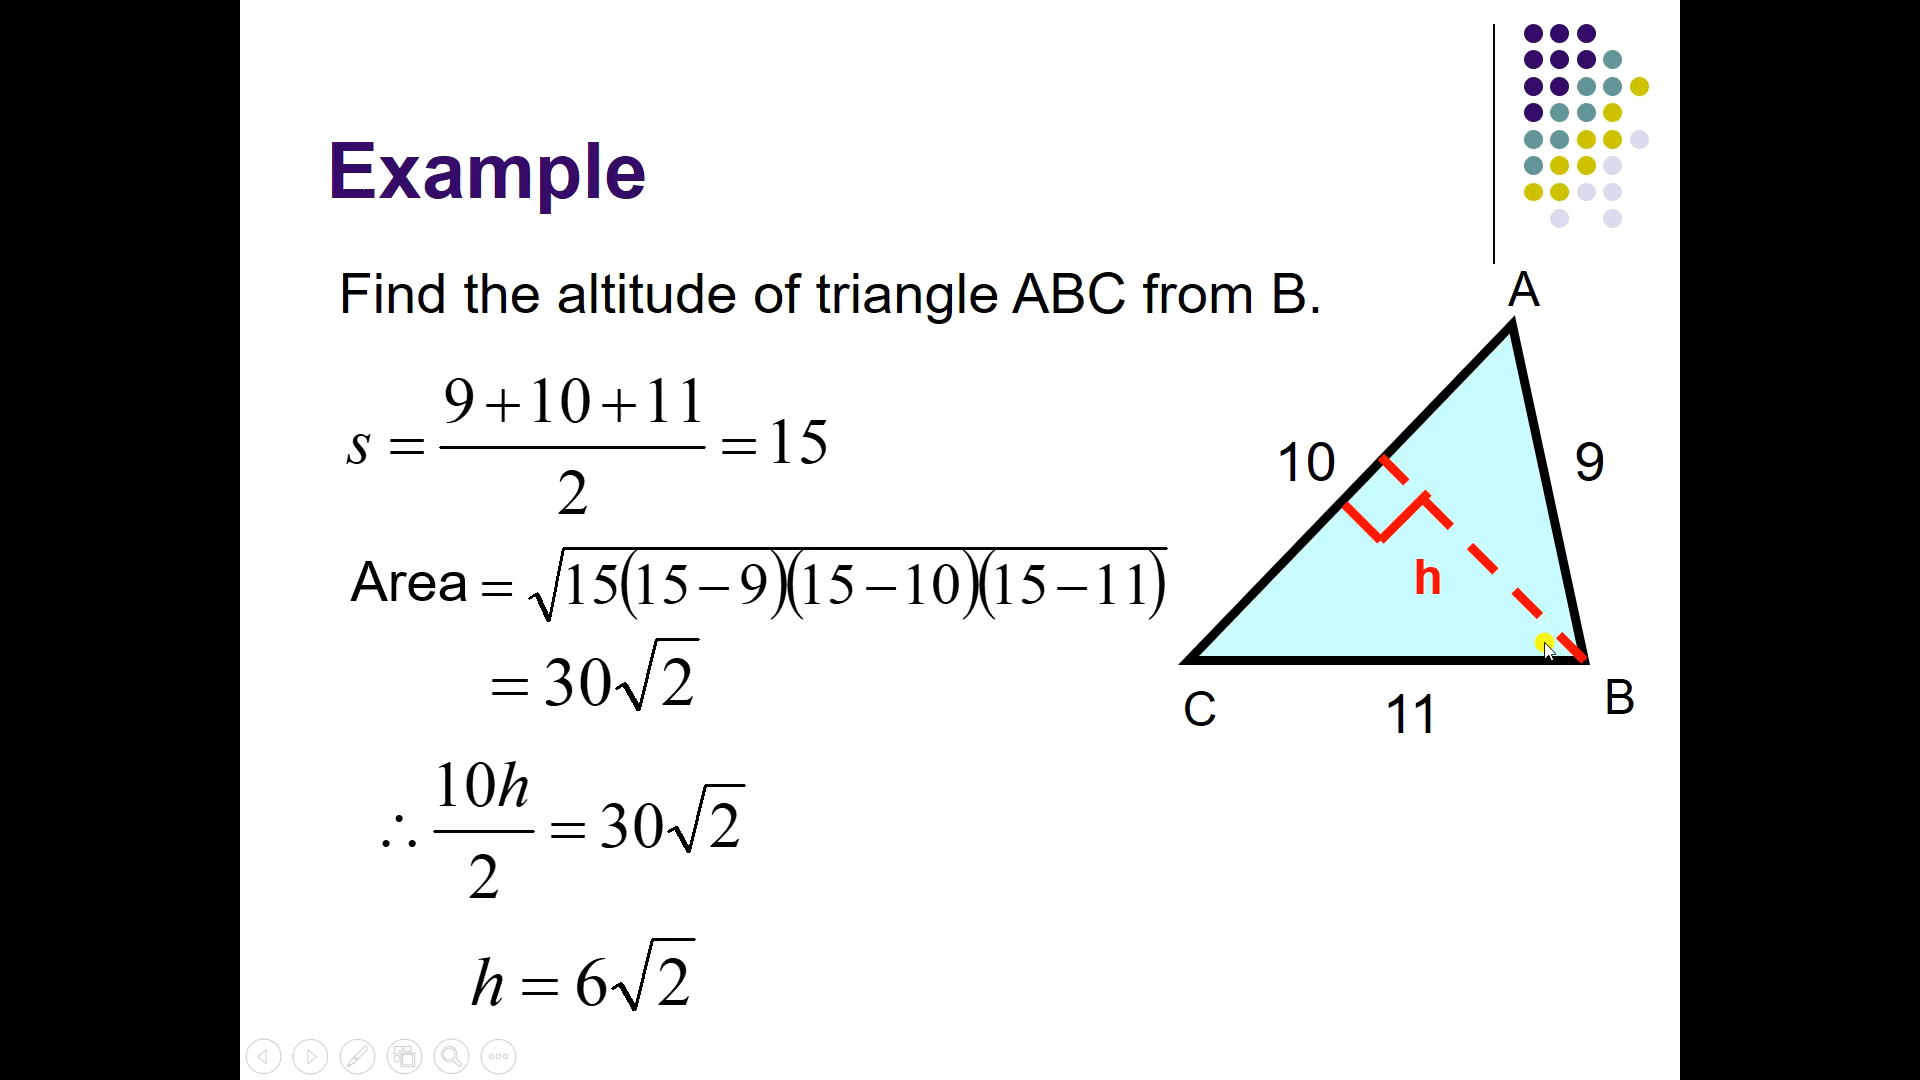 Example
Find the altitude of triangle ABC from B.
s = (9+10+11)/2 = 15
Area = √(15(15−9)(15−10)(15−11))
= 30√2
∴ 10h/2 = 30√2
h = 6√2
A
10
9
h
C
11
B